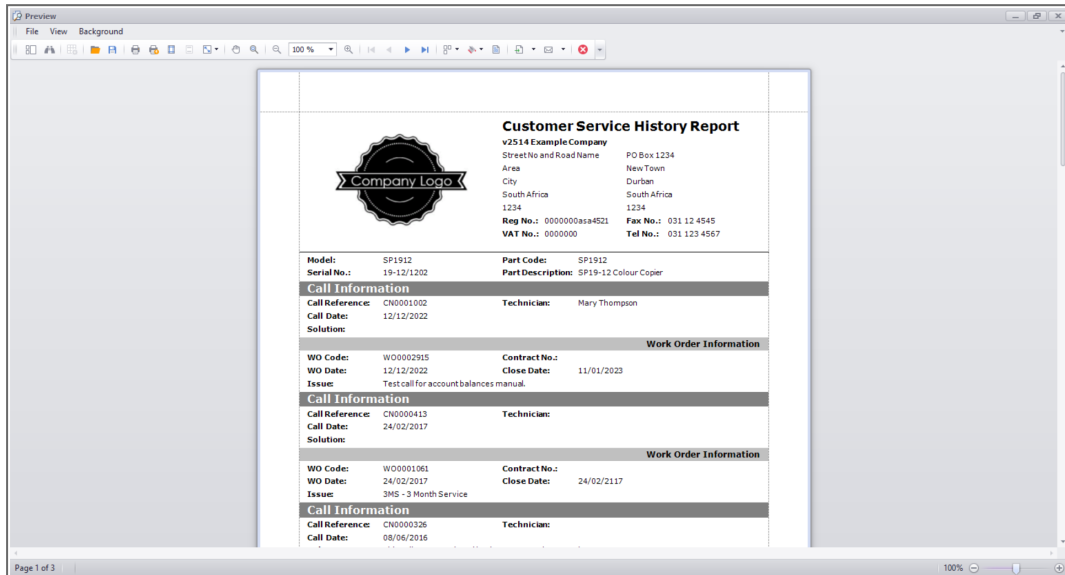 Preview
File View Background
100 %
Customer Service History Report
v2514 Example Company
Street No and Road Name PO Box 1234
Area New Town
City Durban
South Africa South Africa
1234 1234
Reg No.: 0000000asa4521 Fax No.: 031 12 4545
VAT No.: 0000000 Tel No.: 031 123 4567
Company Logo
Model: SP1912 Part Code: SP1912
Serial No.: 19-12/1202 Part Description: SP19-12 Colour Copier
Call Information
Call Reference: CN0001002 Technician: Mary Thompson
Call Date: 12/12/2022
Solution:
Work Order Information
WO Code: WO0002915 Contract No.:
WO Date: 12/12/2022 Close Date: 11/01/2023
Issue: Test call for account balances manual.
Call Information
Call Reference: CN0000413 Technician:
Call Date: 24/02/2017
Solution:
Work Order Information
WO Code: WO0001061 Contract No.:
WO Date: 24/02/2017 Close Date: 24/02/2117
Issue: 3MS - 3 Month Service
Call Information
Call Reference: CN0000326 Technician:
Call Date: 08/06/2016
Page 1 of 3 100%